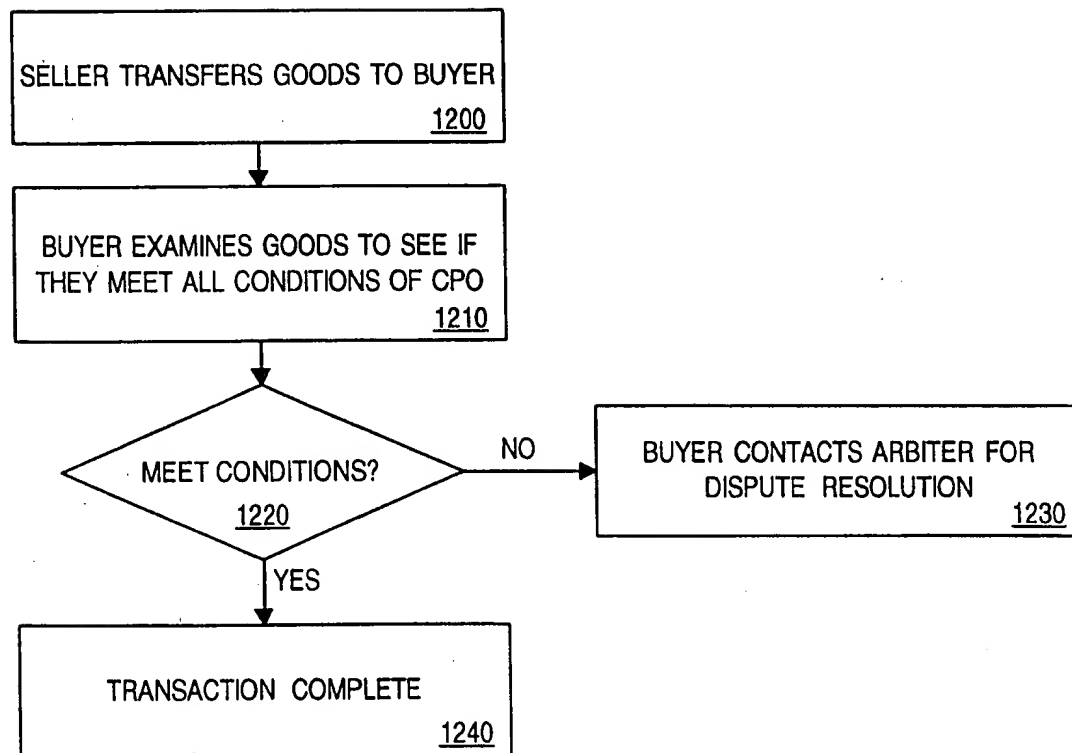 SELLER TRANSFERS GOODS TO BUYER
1200
BUYER EXAMINES GOODS TO SEE IF
THEY MEET ALL CONDITIONS OF CPO
1210
MEET CONDITIONS?
1220
NO
BUYER CONTACTS ARBITER FOR
DISPUTE RESOLUTION
1230
YES
TRANSACTION COMPLETE
1240